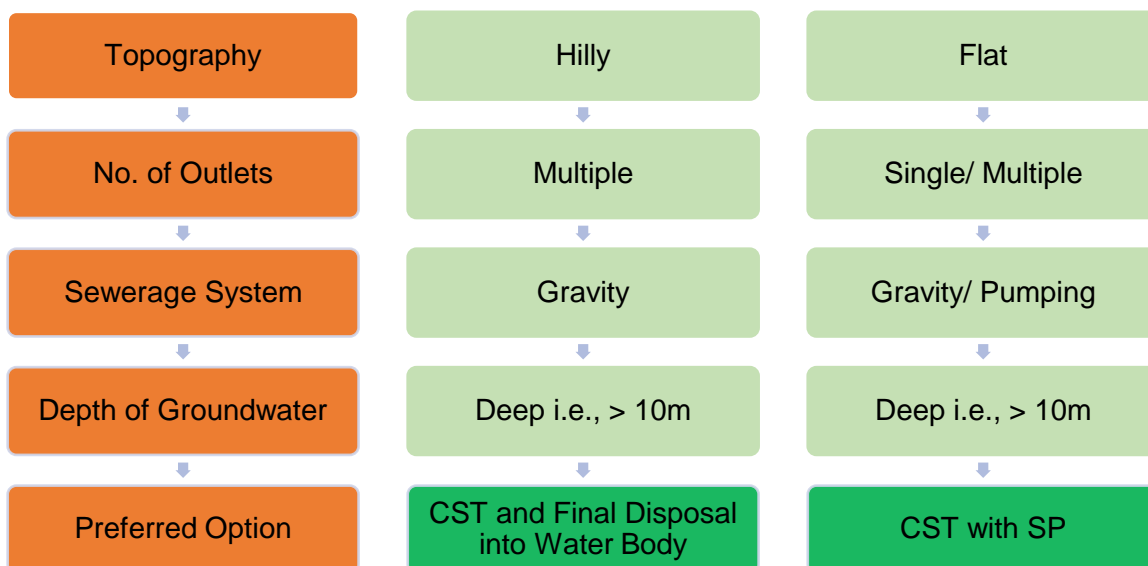 Topography
Hilly
Flat
No. of Outlets
Multiple
Single/ Multiple
Sewerage System
Gravity
Gravity/ Pumping
Depth of Groundwater
Deep i.e., > 10m
Deep i.e., > 10m
Preferred Option
CST and Final Disposal
into Water Body
CST with SP